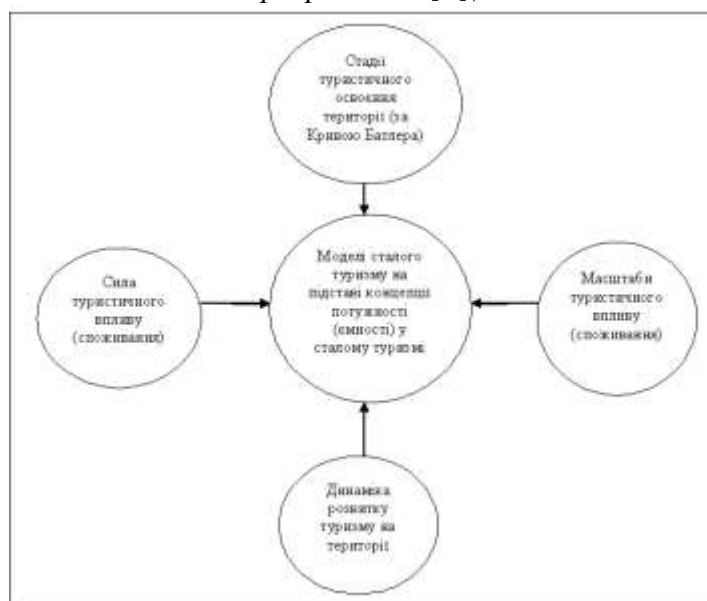 Стадії
туристичного
освоєння
території (за
Кривою Батлера)
Моделі сталого
туризму на
підставі концепції
потужності
(ємності) у
сталому туризмі
Сила
туристичного
впливу
(споживання)
Масштаби
туристичного
впливу
(споживання)
Динаміка
розвитку
туризму на
території